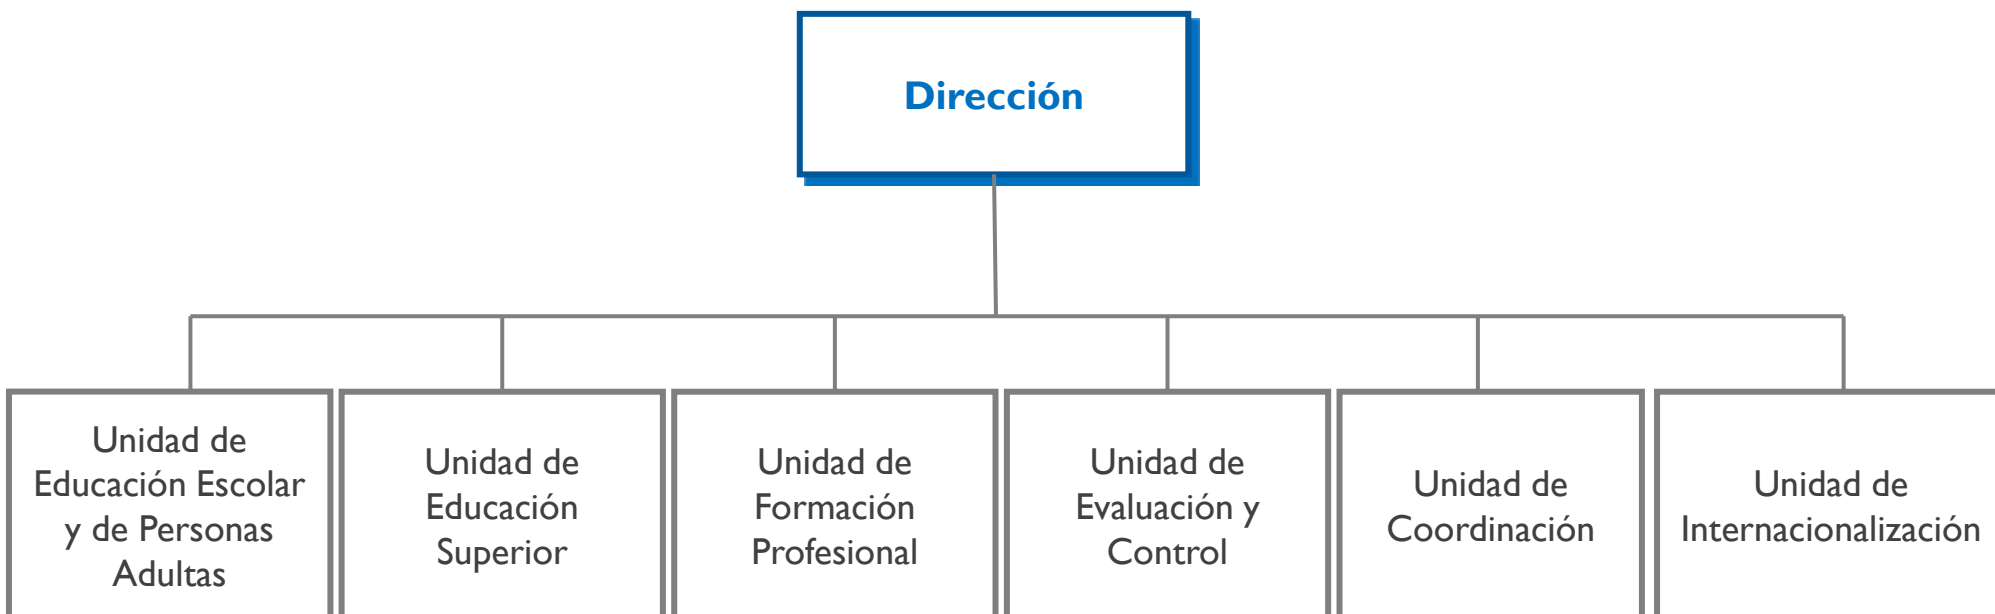 Dirección
Unidad de
Educación Escolar
y de Personas
Adultas
Unidad de
Educación
Superior
Unidad de
Formación
Profesional
Unidad de
Evaluación y
Control
Unidad de
Coordinación
Unidad de
Internacionalización